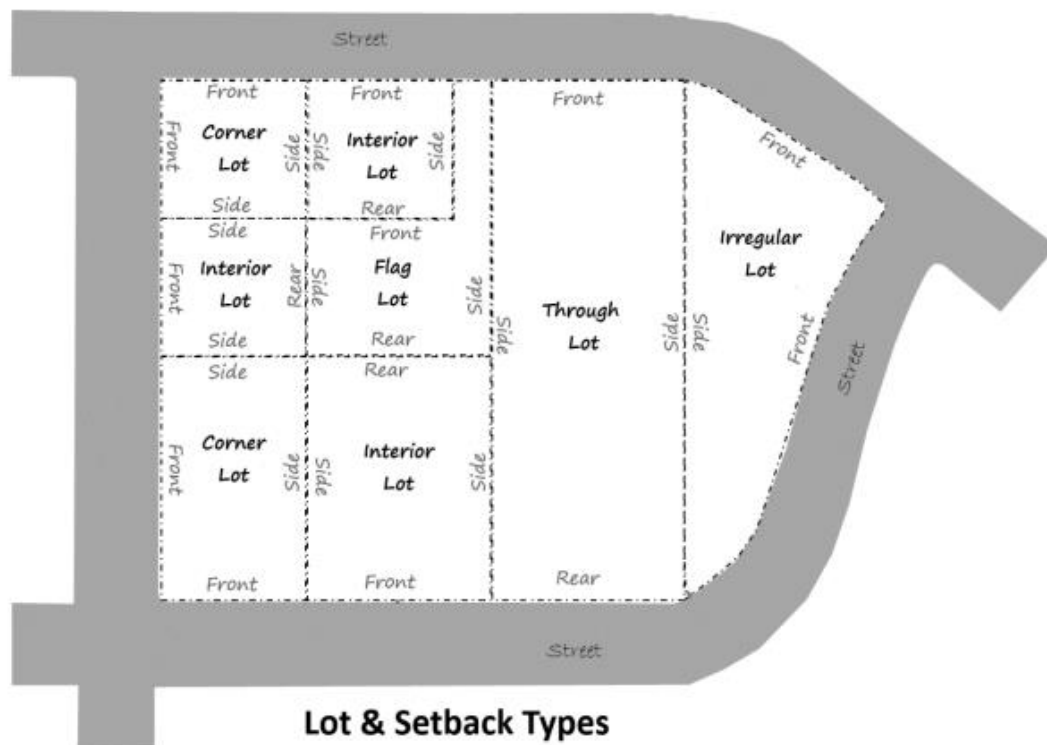 Street
Front
Front
Front
Front
Corner
Lot
Side
Side
Interior
Lot
Side
Front
Side
Rear
Side
Front
Front
Interior
Lot
Rear
Side
Flag
Lot
Side
Irregular
Lot
Through
Lot
Side
Side
Side
Front
Street
Side
Rear
Side
Rear
Front
Corner
Lot
Side
Side
Interior
Lot
Side
Front
Front
Rear
Street
Lot & Setback Types